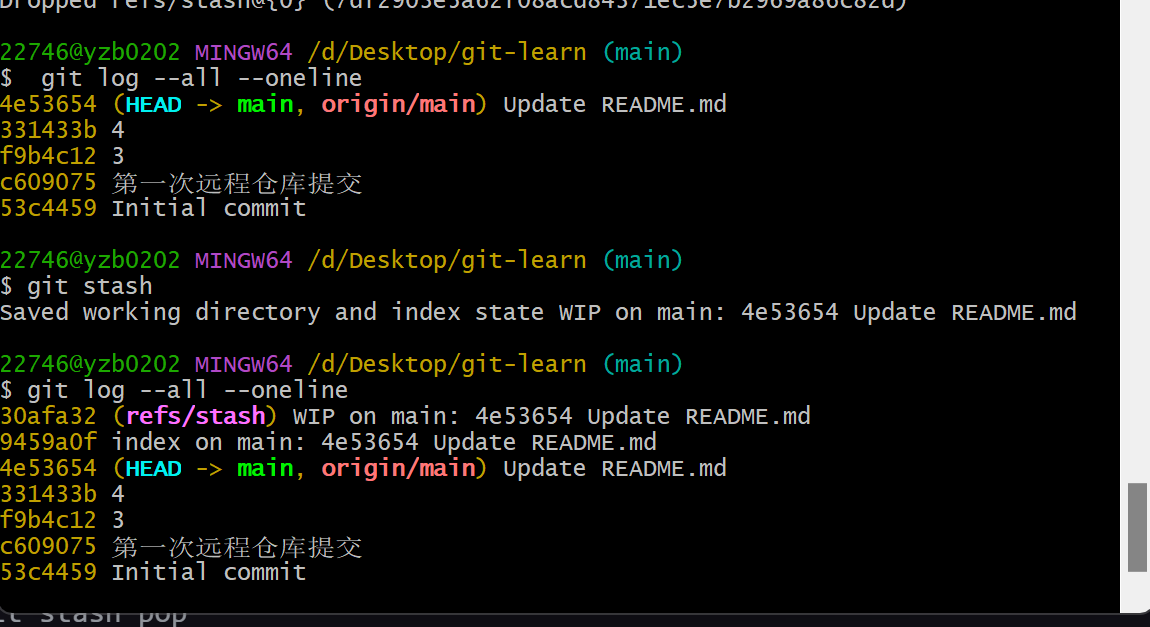 Dropped refs/stash@{0}
22746@yzb0202 MINGW64 /d/Desktop/git-learn (main)
$  git log --all --oneline
4e53654 (HEAD -> main, origin/main) Update README.md
331433b 4
f9b4c12 3
c609075 第一次远程仓库提交
53c4459 Initial commit
22746@yzb0202 MINGW64 /d/Desktop/git-learn (main)
$ git stash
Saved working directory and index state WIP on main: 4e53654 Update README.md
22746@yzb0202 MINGW64 /d/Desktop/git-learn (main)
$ git log --all --oneline
30afa32 (refs/stash) WIP on main: 4e53654 Update README.md
9459a0f index on main: 4e53654 Update README.md
4e53654 (HEAD -> main, origin/main) Update README.md
331433b 4
f9b4c12 3
c609075 第一次远程仓库提交
53c4459 Initial commit
stash pop